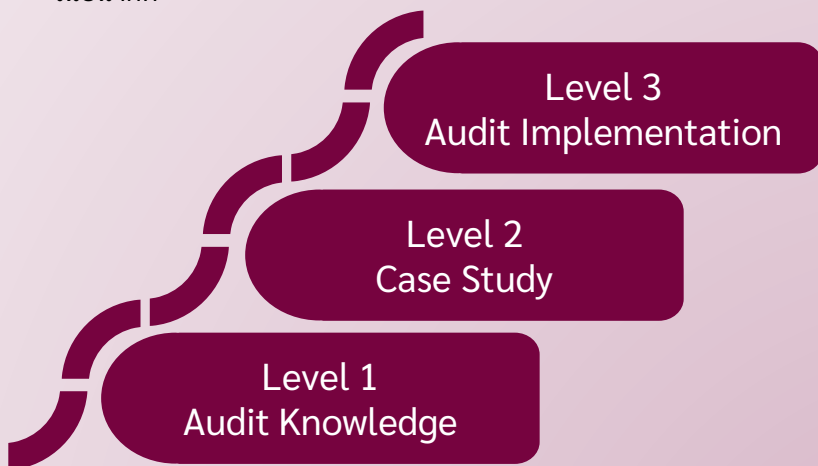 Level 3
Audit Implementation
Level 2
Case Study
Level 1
Audit Knowledge